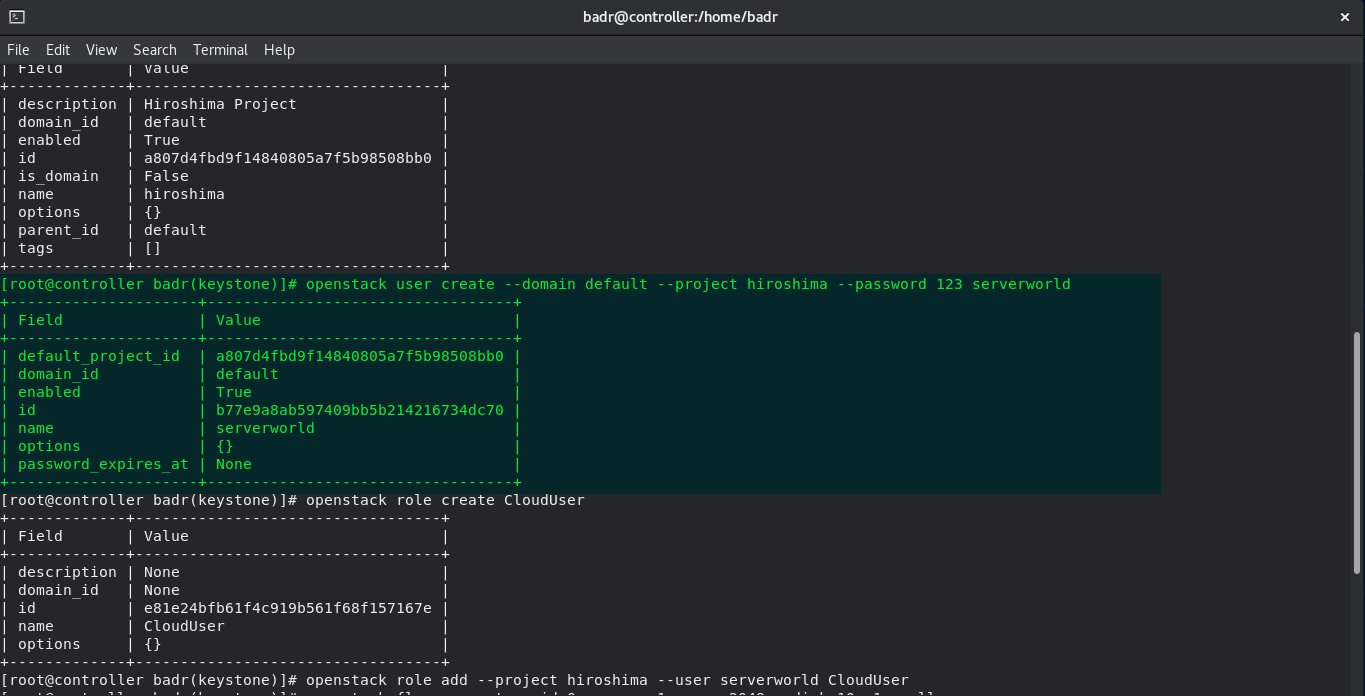 badr@controller:/home/badr
File Edit View Search Terminal Help
| Field | Value |
+-------------+----------------------------------+
| description | Hiroshima Project                |
| domain_id   | default                          |
| enabled     | True                             |
| id          | a807d4fbd9f14840805a7f5b98508bb0 |
| is_domain   | False                            |
| name        | hiroshima                        |
| options     | {}                               |
| parent_id   | default                          |
| tags        | []                               |
+-------------+----------------------------------+
[root@controller badr(keystone)]# openstack user create --domain default --project hiroshima --password 123 serverworld
+---------------------+----------------------------------+
| Field               | Value                            |
+---------------------+----------------------------------+
| default_project_id  | a807d4fbd9f14840805a7f5b98508bb0 |
| domain_id           | default                          |
| enabled             | True                             |
| id                  | b77e9a8ab597409bb5b214216734dc70 |
| name                | serverworld                      |
| options             | {}                               |
| password_expires_at | None                             |
+---------------------+----------------------------------+
[root@controller badr(keystone)]# openstack role create CloudUser
+-------------+----------------------------------+
| Field       | Value                            |
+-------------+----------------------------------+
| description | None                             |
| domain_id   | None                             |
| id          | e81e24bfb61f4c919b561f68f157167e |
| name        | CloudUser                        |
| options     | {}                               |
+-------------+----------------------------------+
[root@controller badr(keystone)]# openstack role add --project hiroshima --user serverworld CloudUser